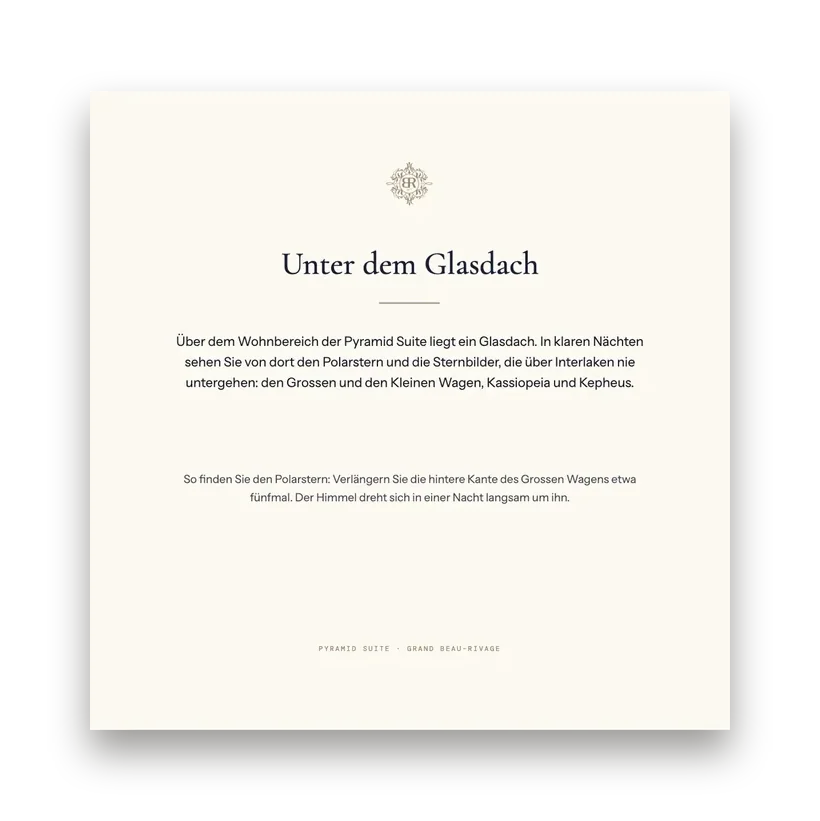 BR
Unter dem Glasdach
Über dem Wohnbereich der Pyramid Suite liegt ein Glasdach. In klaren Nächten
sehen Sie von dort den Polarstern und die Sternbilder, die über Interlaken nie
untergehen: den Grossen und den Kleinen Wagen, Kassiopeia und Kepheus.
So finden Sie den Polarstern: Verlängern Sie die hintere Kante des Grossen Wagens etwa
fünfmal. Der Himmel dreht sich in einer Nacht langsam um ihn.
PYRAMID SUITE · GRAND BEAU-RIVAGE